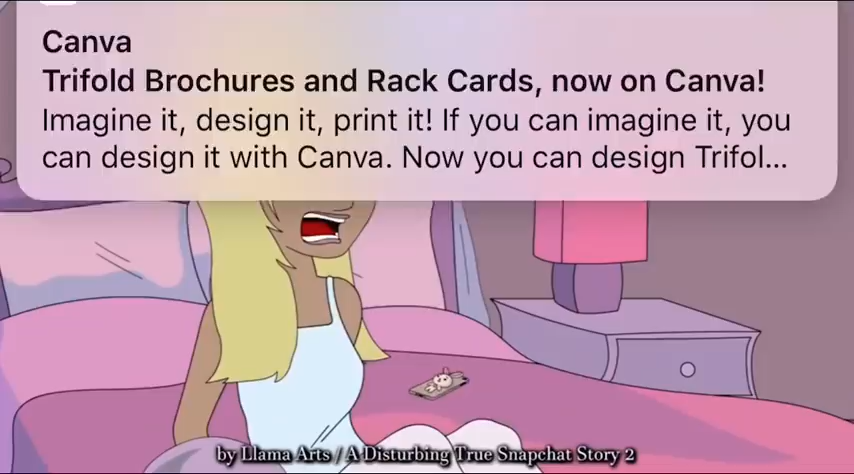 Canva
Trifold Brochures and Rack Cards, now on Canva!
Imagine it, design it, print it! If you can imagine it, you
can design it with Canva. Now you can design Trifol...
by Llama Arts / A Disturbing True Snapchat Story 2